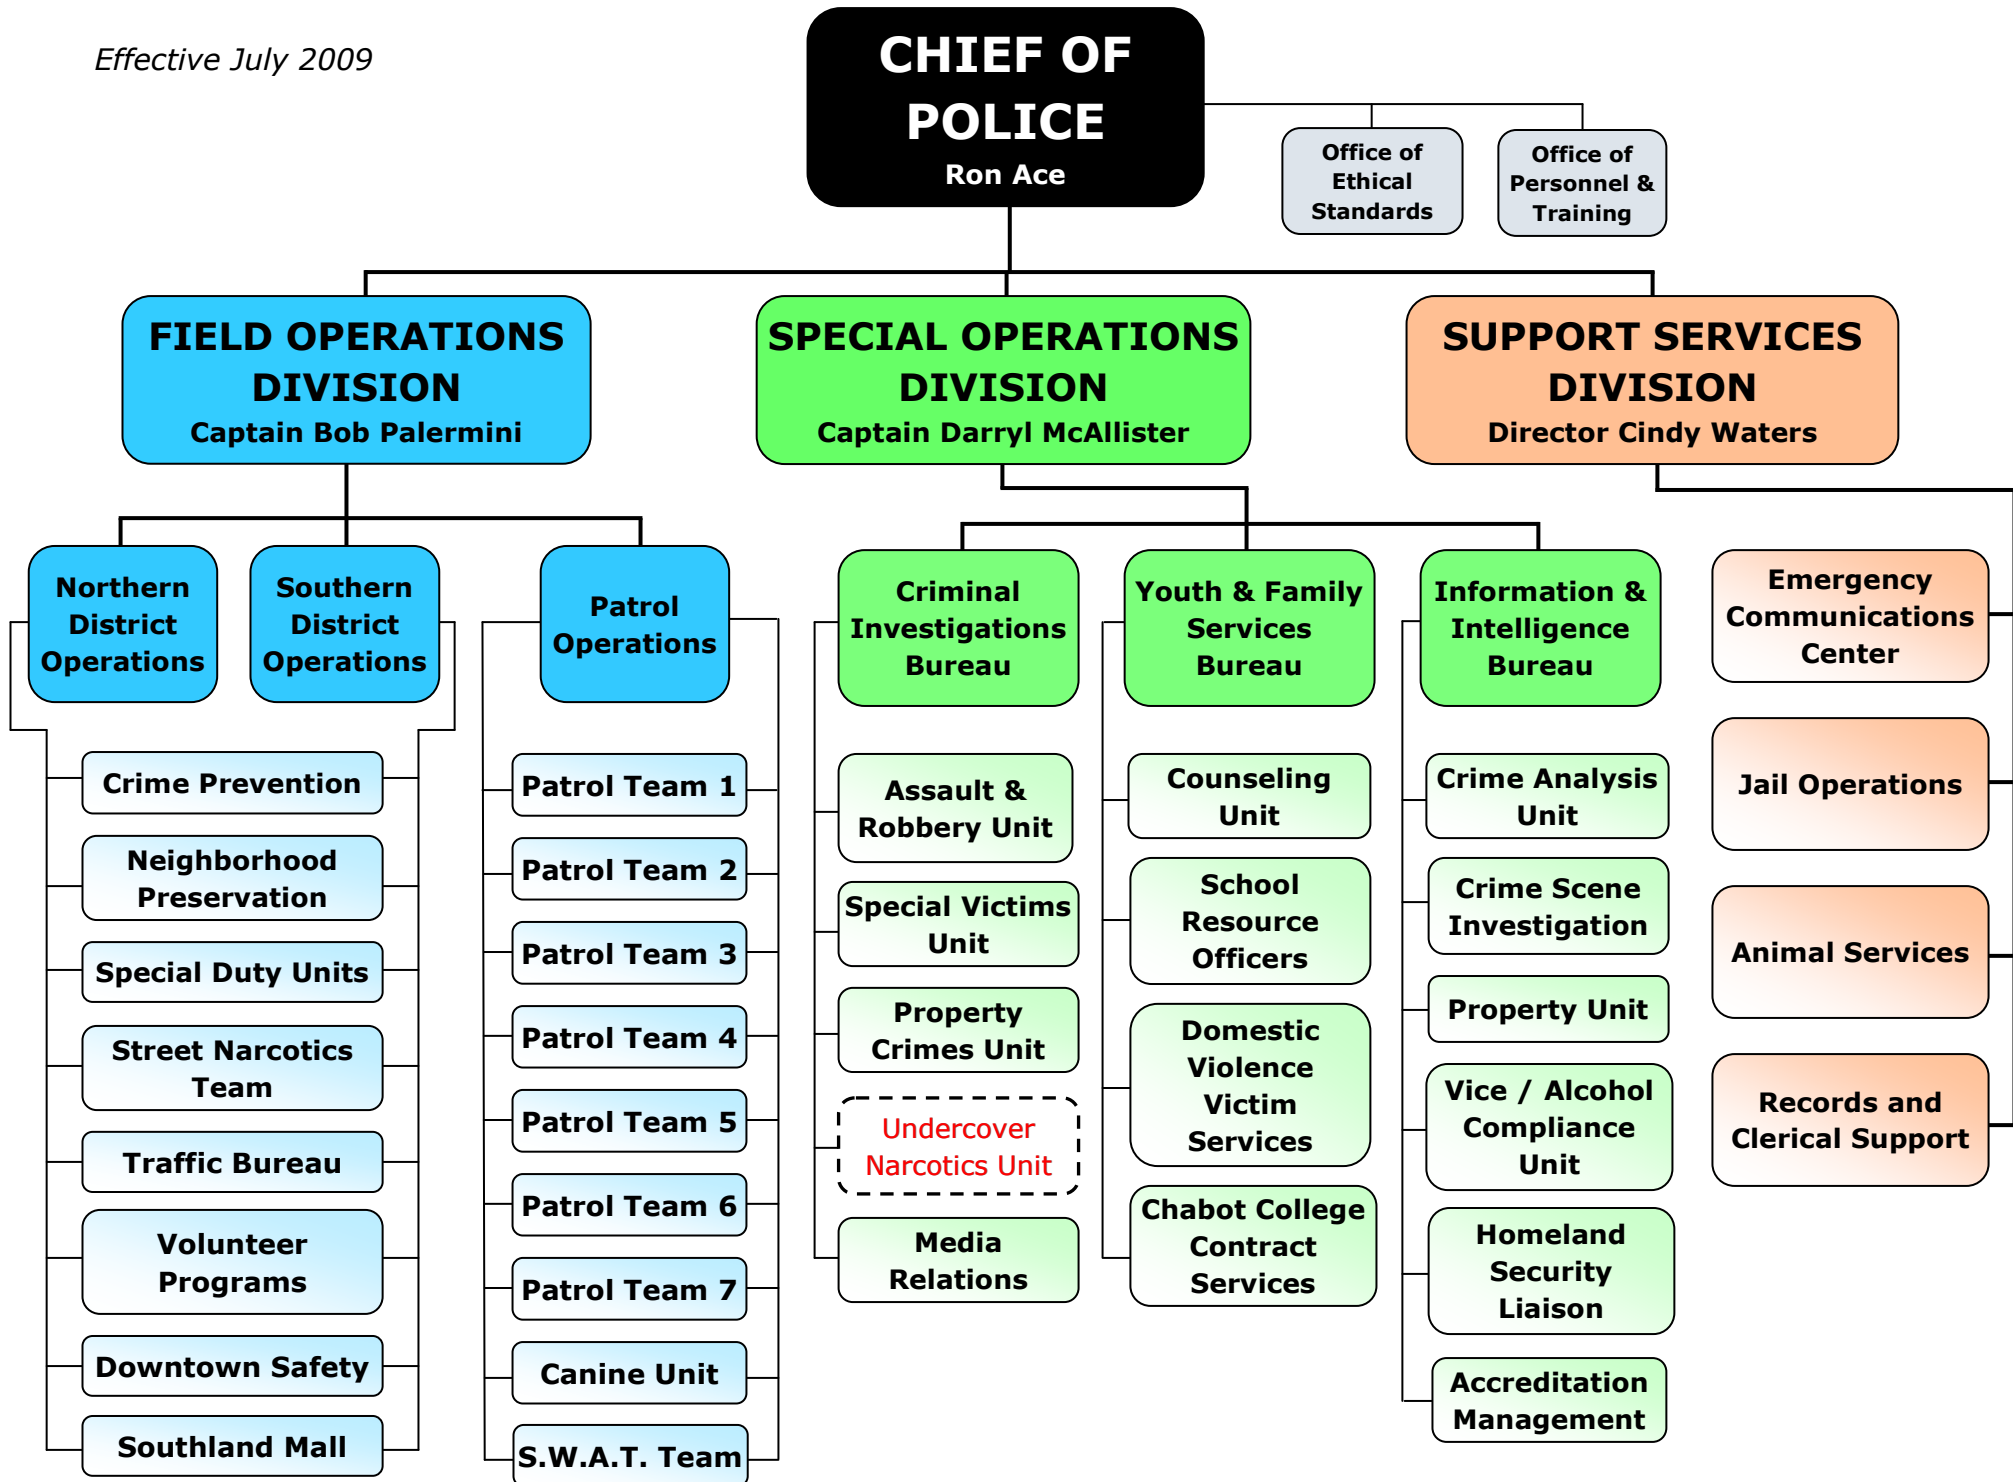 Effective July 2009
CHIEF OF
POLICE
Ron Ace
Office of
Ethical
Standards
Office of
Personnel &
Training
FIELD OPERATIONS
DIVISION
Captain Bob Palermini
SPECIAL OPERATIONS
DIVISION
Captain Darryl McAllister
SUPPORT SERVICES
DIVISION
Director Cindy Waters
Northern
District
Operations
Southern
District
Operations
Patrol
Operations
Criminal
Investigations
Bureau
Youth & Family
Services
Bureau
Information &
Intelligence
Bureau
Crime Prevention
Neighborhood
Preservation
Special Duty Units
Street Narcotics
Team
Traffic Bureau
Volunteer
Programs
Downtown Safety
Southland Mall
Patrol Team 1
Patrol Team 2
Patrol Team 3
Patrol Team 4
Patrol Team 5
Patrol Team 6
Patrol Team 7
Canine Unit
S.W.A.T. Team
Assault &
Robbery Unit
Special Victims
Unit
Property
Crimes Unit
Undercover
Narcotics Unit
Media
Relations
Counseling
Unit
School
Resource
Officers
Domestic
Violence
Victim
Services
Chabot College
Contract
Services
Crime Analysis
Unit
Crime Scene
Investigation
Property Unit
Vice / Alcohol
Compliance
Unit
Homeland
Security
Liaison
Accreditation
Management
Emergency
Communications
Center
Jail Operations
Animal Services
Records and
Clerical Support